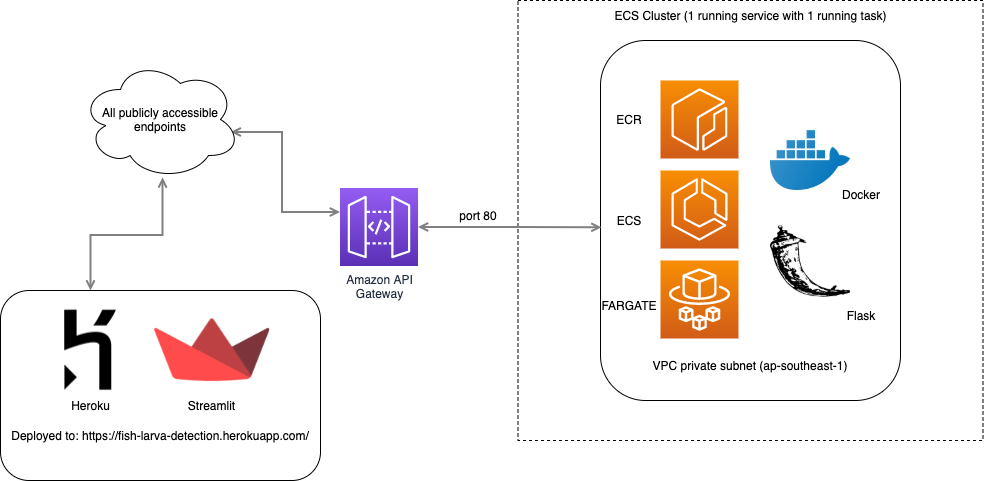 ECS Cluster (1 running service with 1 running task)
All publicly accessible
endpoints
ECR
Docker
port 80
ECS
Amazon API
Gateway
FARGATE
Flask
VPC private subnet (ap-southeast-1)
Heroku
Streamlit
Deployed to: https://fish-larva-detection.herokuapp.com/